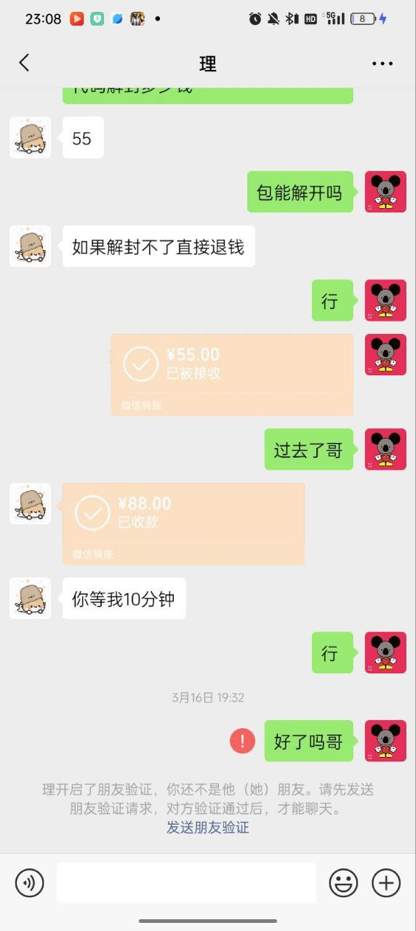 23:08
HD
5G
8
理
代码解封多少钱
55
包能解开吗
如果解封不了直接退钱
行
¥55.00
已被接收
微信转账
过去了哥
¥88.00
已收款
微信转账
你等我10分钟
行
3月16日 19:32
好了吗哥
理开启了朋友验证，你还不是他（她）朋友。请先发送
朋友验证请求，对方验证通过后，才能聊天。
发送朋友验证